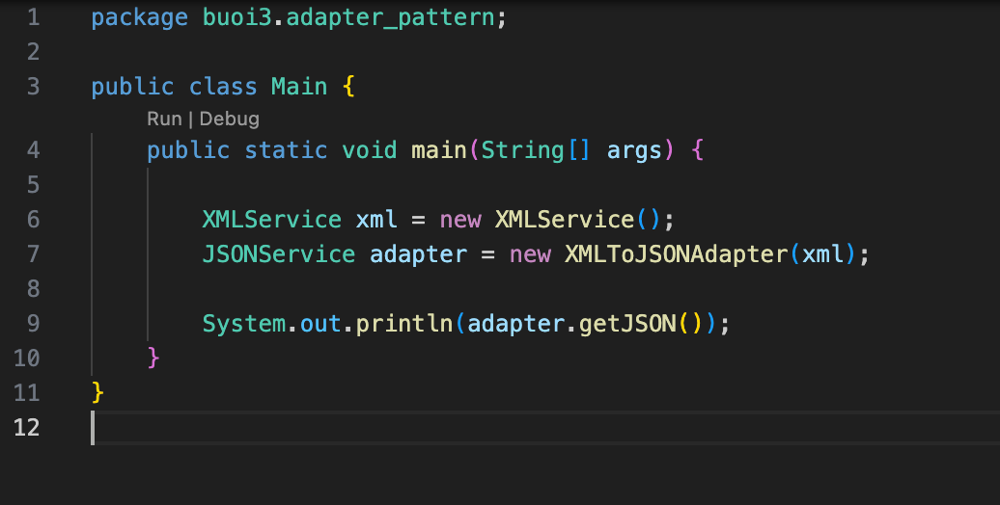 1 package buoi3.adapter_pattern;
2
3 public class Main {
Run | Debug
4 public static void main(String[] args) {
5
6 XMLService xml = new XMLService();
7 JSONService adapter = new XMLToJSONAdapter(xml);
8
9 System.out.println(adapter.getJSON());
10 }
11 }
12